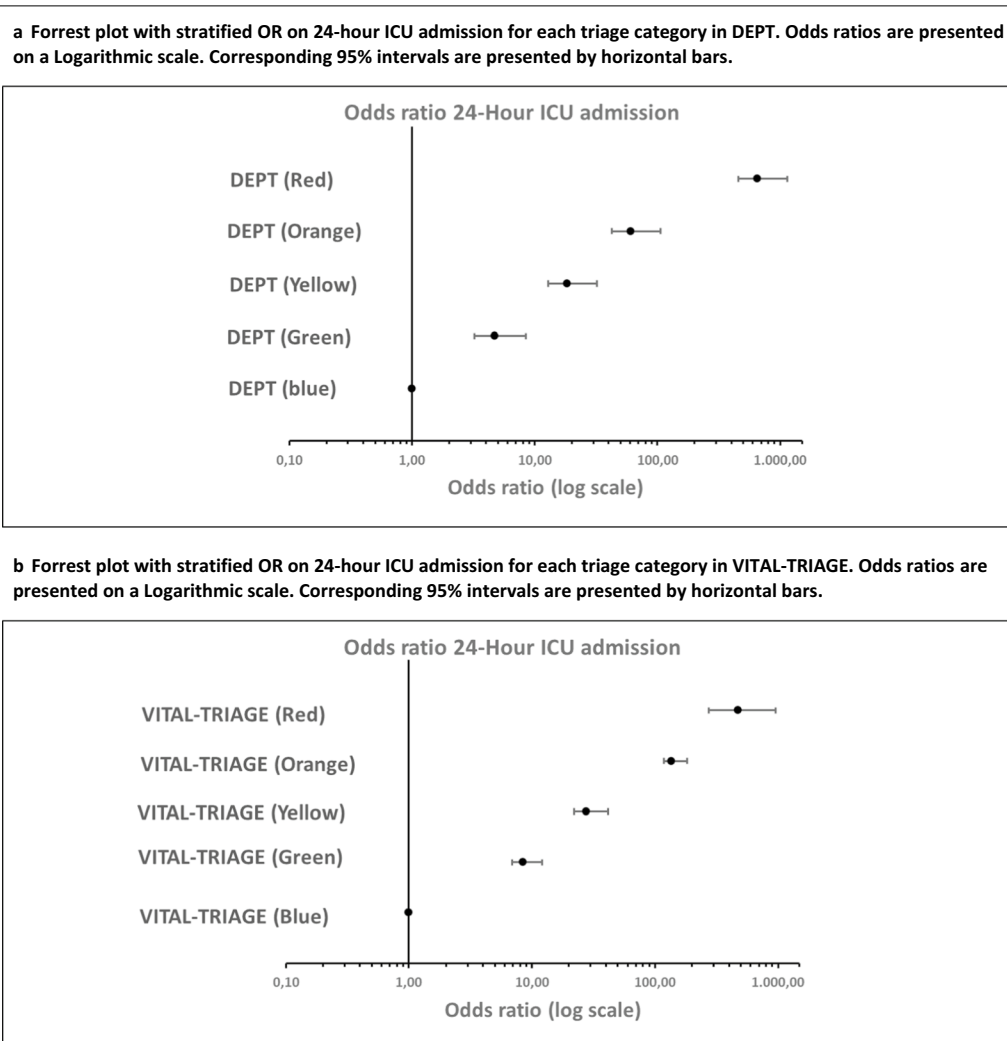 a Forrest plot with stratified OR on 24-hour ICU admission for each triage category in DEPT. Odds ratios are presented
on a Logarithmic scale. Corresponding 95% intervals are presented by horizontal bars.
Odds ratio 24-Hour ICU admission
DEPT (Red)
DEPT (Orange)
DEPT (Yellow)
DEPT (Green)
DEPT (blue)
0,10 1,00 10,00 100,00 1.000,00
Odds ratio (log scale)
b Forrest plot with stratified OR on 24-hour ICU admission for each triage category in VITAL-TRIAGE. Odds ratios are
presented on a Logarithmic scale. Corresponding 95% intervals are presented by horizontal bars.
Odds ratio 24-Hour ICU admission
VITAL-TRIAGE (Red)
VITAL-TRIAGE (Orange)
VITAL-TRIAGE (Yellow)
VITAL-TRIAGE (Green)
VITAL-TRIAGE (Blue)
0,10 1,00 10,00 100,00 1.000,00
Odds ratio (log scale)